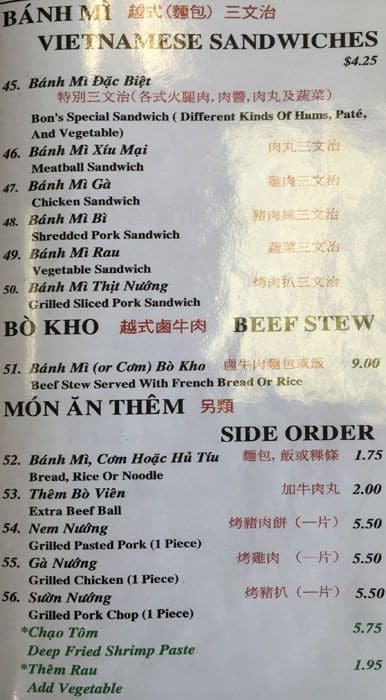 BÁNH MÌ 越式(麵包) 三文治
VIETNAMESE SANDWICHES
$4.25
45. Bánh Mì Đặc Biệt
特別三文治(各式火腿肉,肉醬,肉丸及蔬菜)
Bon's Special Sandwich ( Different Kinds Of Hams, Paté,
And Vegetable)
46. Bánh Mì Xíu Mại 肉丸三文治
Meatball Sandwich
47. Bánh Mì Gà 雞肉三文治
Chicken Sandwich
48. Bánh Mì Bì 豬肉絲三文治
Shredded Pork Sandwich
49. Bánh Mì Rau 蔬菜三文治
Vegetable Sandwich
50. Bánh Mì Thịt Nướng 烤肉扒三文治
Grilled Sliced Pork Sandwich
BÒ KHO 越式鹵牛肉 BEEF STEW
51. Bánh Mì (or Cơm) Bò Kho 鹵牛肉麵包或飯 9.00
Beef Stew Served With French Bread Or Rice
MÓN ĂN THÊM 另類
SIDE ORDER
52. Bánh Mì, Cơm Hoặc Hủ Tíu 麵包,飯或粿條 1.75
Bread, Rice Or Noodle
53. Thêm Bò Viên 加牛肉丸 2.00
Extra Beef Ball
54. Nem Nướng 烤豬肉餅 (一片) 5.50
Grilled Pasted Pork (1 Piece)
55. Gà Nướng 烤雞肉 (一片) 5.50
Grilled Chicken (1 Piece)
56. Sườn Nướng 烤豬扒 (一片) 5.50
Grilled Pork Chop (1 Piece)
*Chạo Tôm 5.75
Deep Fried Shrimp Paste
*Thêm Rau 1.95
Add Vegetable